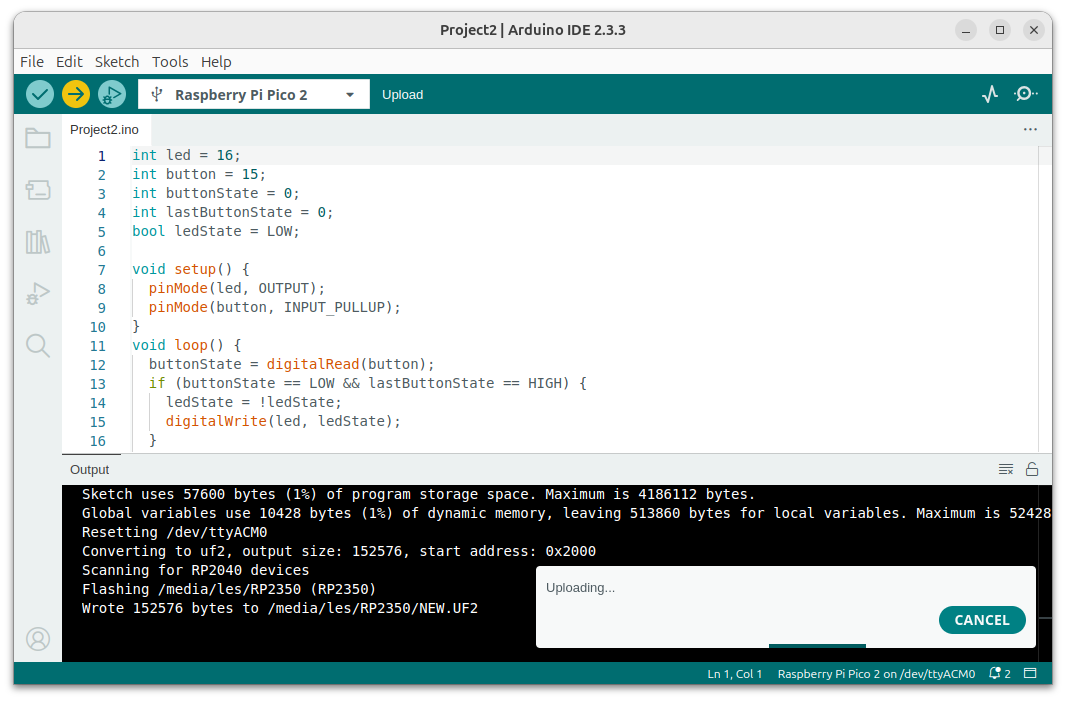 Project2 | Arduino IDE 2.3.3
File Edit Sketch Tools Help
Raspberry Pi Pico 2
Upload
Project2.ino
1 int led = 16;
2 int button = 15;
3 int buttonState = 0;
4 int lastButtonState = 0;
5 bool ledState = LOW;
6
7 void setup() {
8 pinMode(led, OUTPUT);
9 pinMode(button, INPUT_PULLUP);
10 }
11 void loop() {
12 buttonState = digitalRead(button);
13 if (buttonState == LOW && lastButtonState == HIGH) {
14 ledState = !ledState;
15 digitalWrite(led, ledState);
16 }
Output
Sketch uses 57600 bytes (1%) of program storage space. Maximum is 4186112 bytes.
Global variables use 10428 bytes (1%) of dynamic memory, leaving 513860 bytes for local variables. Maximum is 52428
Resetting /dev/ttyACM0
Converting to uf2, output size: 152576, start address: 0x2000
Scanning for RP2040 devices
Flashing /media/les/RP2350 (RP2350)
Wrote 152576 bytes to /media/les/RP2350/NEW.UF2
Uploading...
CANCEL
Ln 1, Col 1 Raspberry Pi Pico 2 on /dev/ttyACM0 2